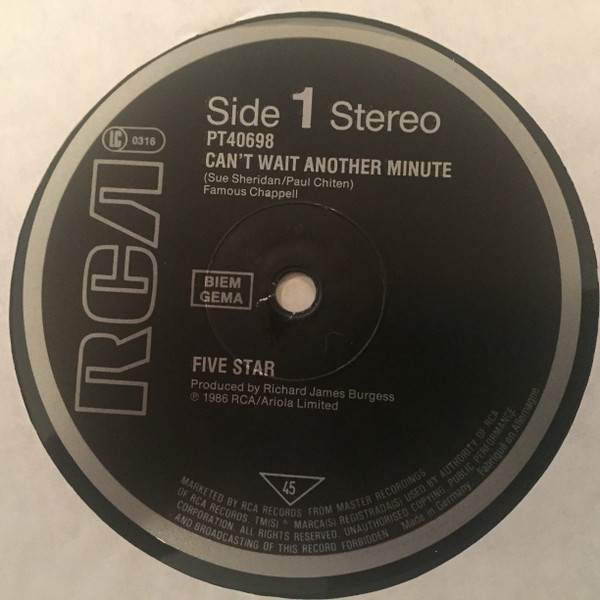 Side 1 Stereo
PT40698
CAN'T WAIT ANOTHER MINUTE
(Sue Sheridan/Paul Chiten)
Famous Chappell
LC 0316
RCA
BIEM
GEMA
FIVE STAR
Produced by Richard James Burgess
℗ 1986 RCA/Ariola Limited
45
MARKETED BY RCA RECORDS, FROM MASTER RECORDINGS
OF RCA RECORDS. TM(S) ® MARCA(S) REGISTRADA(S) USED BY AUTHORITY OF RCA
CORPORATION. ALL RIGHTS RESERVED. UNAUTHORISED COPYING, PUBLIC PERFORMANCE,
AND BROADCASTING OF THIS RECORD FORBIDDEN Made in Germany Fabriqué en Allemagne